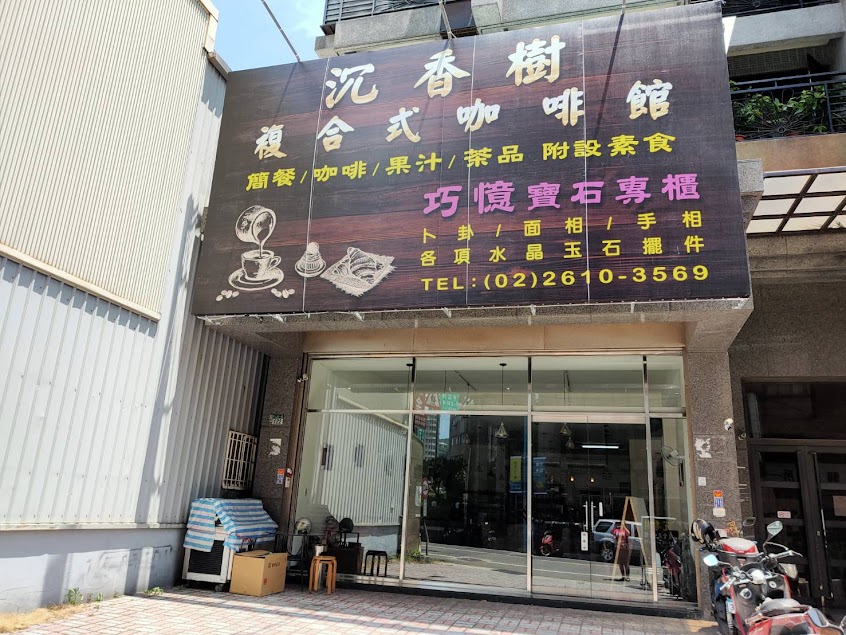 沉香樹
複合式咖啡館
簡餐/咖啡/果汁/茶品 附設素食
巧憶寶石專櫃
卜卦/面相/手相
各項水晶玉石擺件
TEL:(02)2610-3569